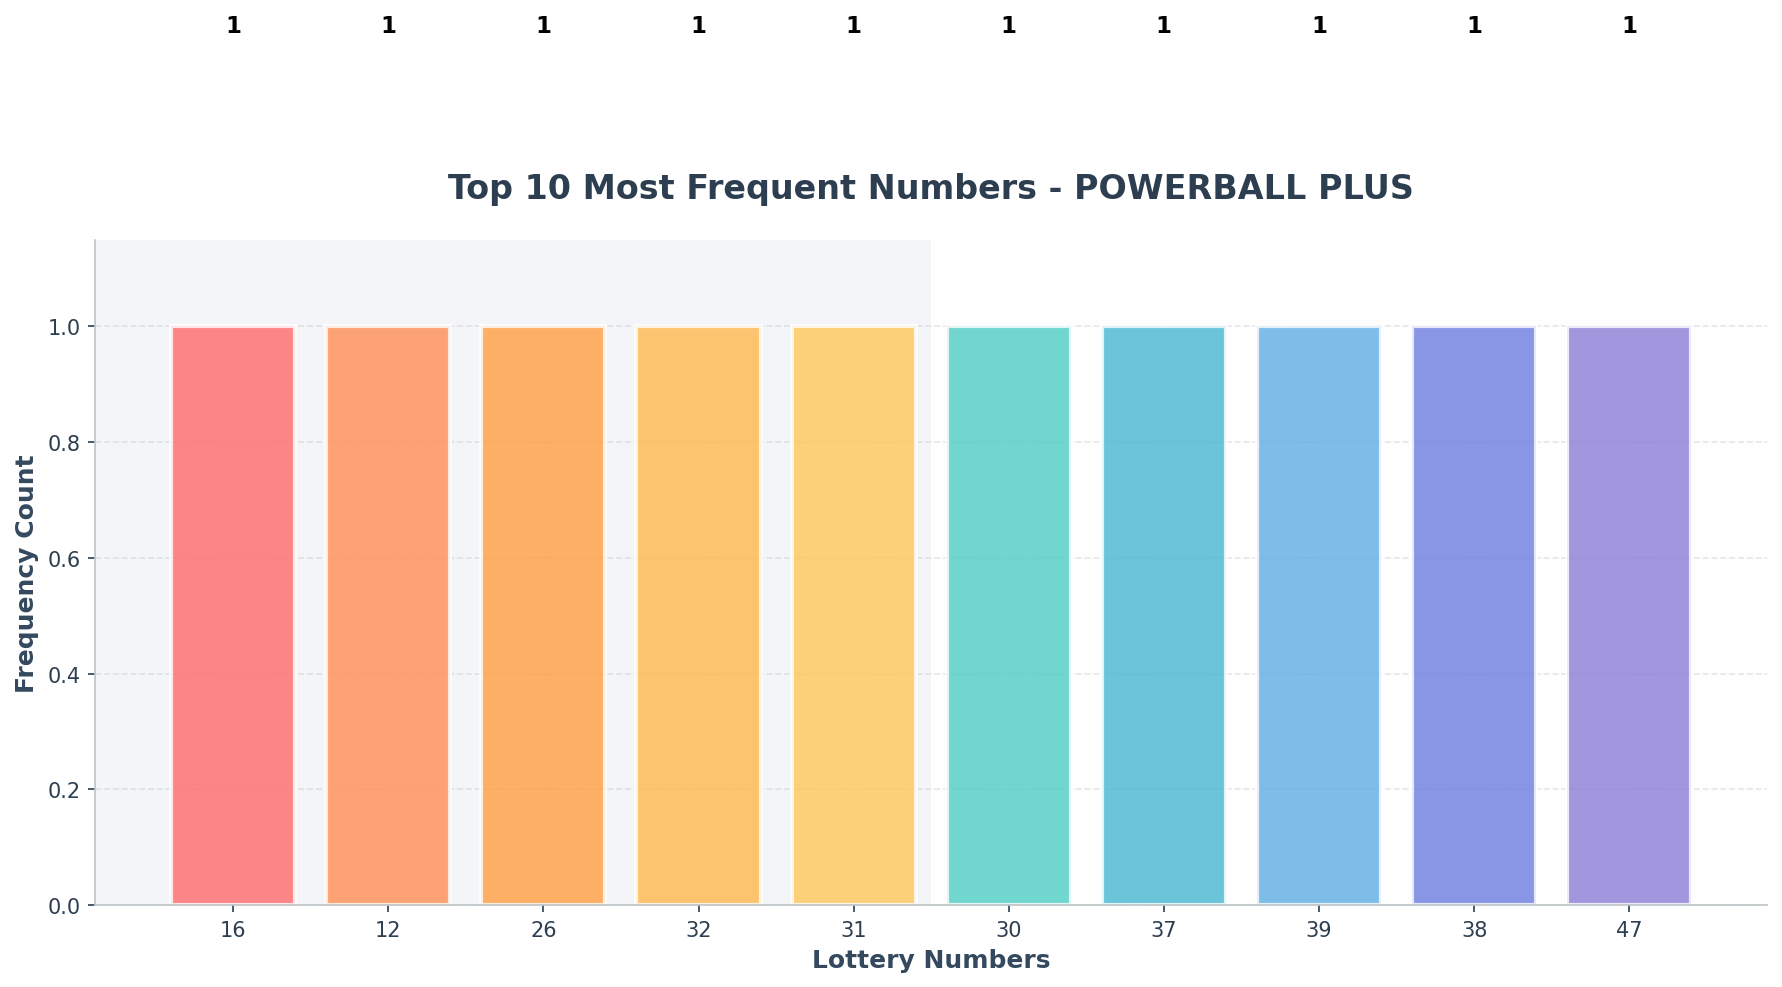 1 1 1 1 1 1 1 1 1 1
Top 10 Most Frequent Numbers - POWERBALL PLUS
Frequency Count
1.0
0.8
0.6
0.4
0.2
0.0
16 12 26 32 31 30 37 39 38 47
Lottery Numbers